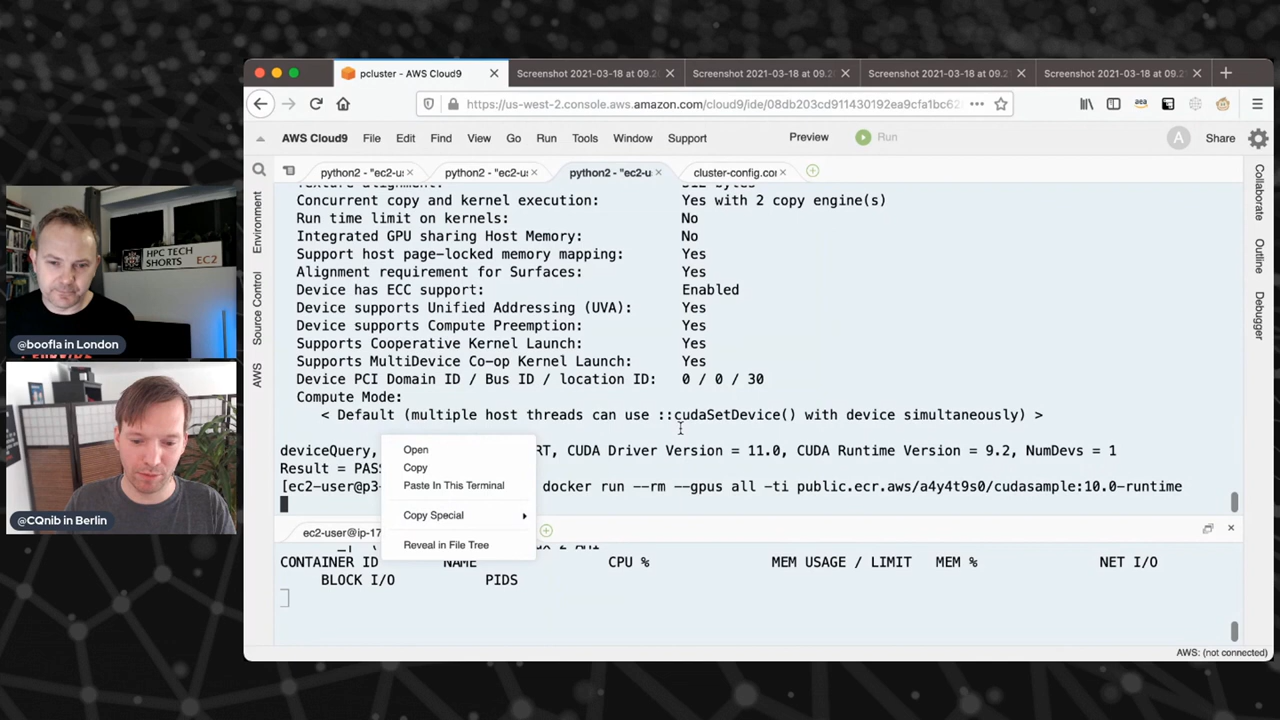 pcluster - AWS Cloud9
Screenshot 2021-03-18 at 09.2
Screenshot 2021-03-18 at 09.2
Screenshot 2021-03-18 at 09.2
Screenshot 2021-03-18 at 09.2
https://us-west-2.console.aws.amazon.com/cloud9/ide/08db203cd911430192ea9cfa1bc62
AWS Cloud9 File Edit Find View Go Run Tools Window Support Preview Run A Share
python2 - "ec2-u python2 - "ec2-u python2 - "ec2-u cluster-config.con
Environment
Source Control
AWS
Collaborate
Outline
Debugger
Texture alignment: 512 bytes
Concurrent copy and kernel execution: Yes with 2 copy engine(s)
Run time limit on kernels: No
Integrated GPU sharing Host Memory: No
Support host page-locked memory mapping: Yes
Alignment requirement for Surfaces: Yes
Device has ECC support: Enabled
Device supports Unified Addressing (UVA): Yes
Device supports Compute Preemption: Yes
Supports Cooperative Kernel Launch: Yes
Supports MultiDevice Co-op Kernel Launch: Yes
Device PCI Domain ID / Bus ID / location ID: 0 / 0 / 30
Compute Mode:
< Default (multiple host threads can use ::cudaSetDevice() with device simultaneously) >
deviceQuery, RT, CUDA Driver Version = 11.0, CUDA Runtime Version = 9.2, NumDevs = 1
Result = PAS
[ec2-user@p3- docker run --rm --gpus all -ti public.ecr.aws/a4y4t9s0/cudasample:10.0-runtime
Open
Copy
Paste In This Terminal
Copy Special
Reveal in File Tree
ec2-user@ip-17
CONTAINER ID NAME CPU % MEM USAGE / LIMIT MEM % NET I/O
BLOCK I/O PIDS
AWS: (not connected)
HPC TECH
SHORTS EC2
@boofla in London
@CQnib in Berlin